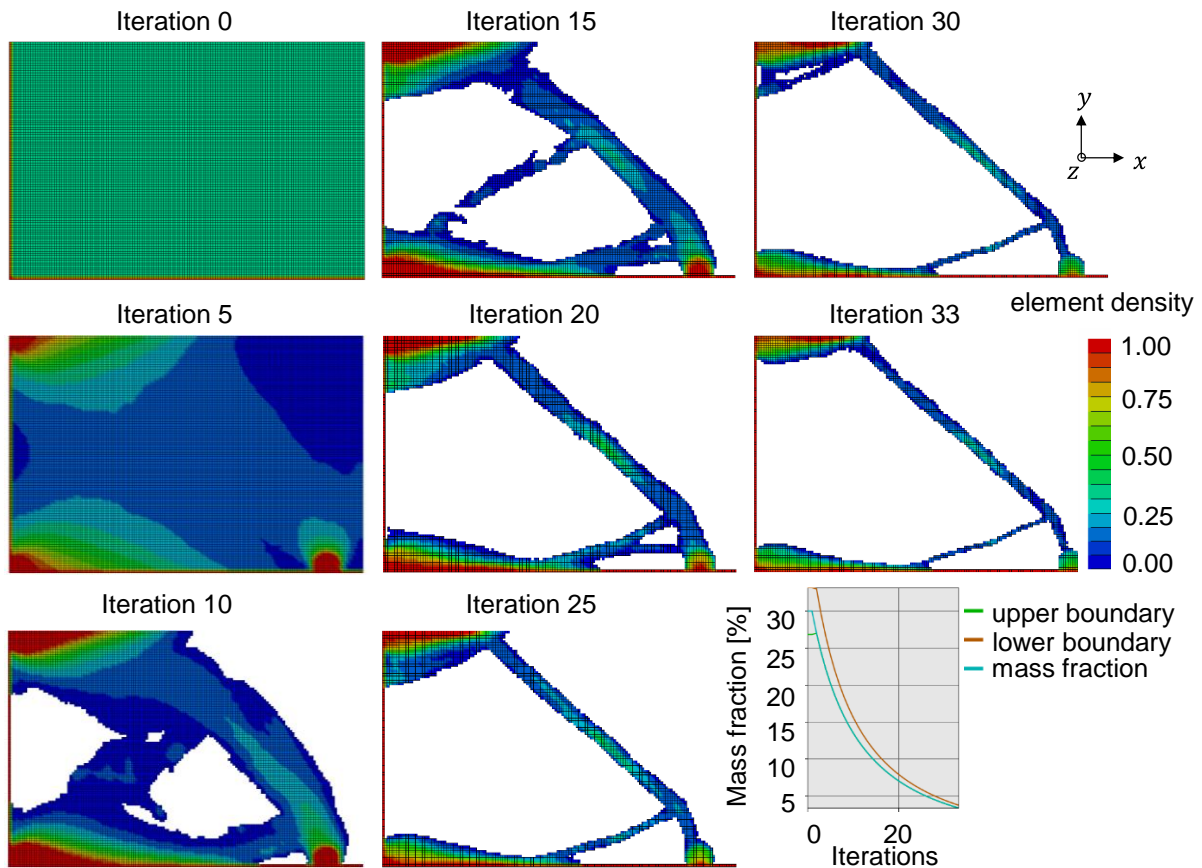 Iteration 0
Iteration 15
Iteration 30
y
z
x
Iteration 5
Iteration 20
Iteration 33
element density
1.00
0.75
0.50
0.25
0.00
Iteration 10
Iteration 25
Mass fraction [%]
30
25
20
15
10
5
0
20
Iterations
upper boundary
lower boundary
mass fraction